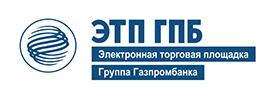 ЭТП ГПБ
Электронная торговая площадка
Группа Газпромбанка